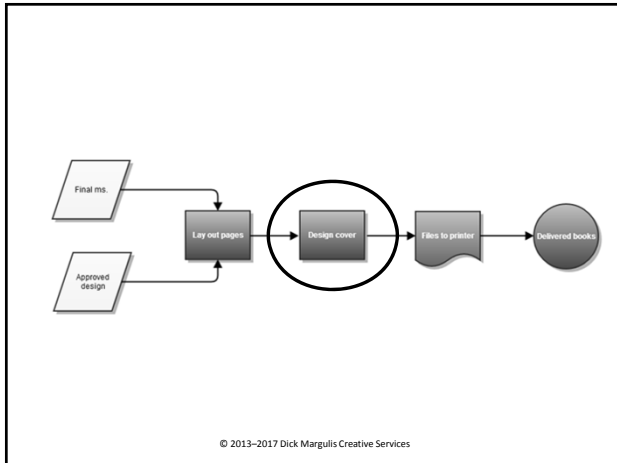 Final ms.
Lay out pages
Design cover
Files to printer
Delivered books
Approved
design
© 2013–2017 Dick Margulis Creative Services